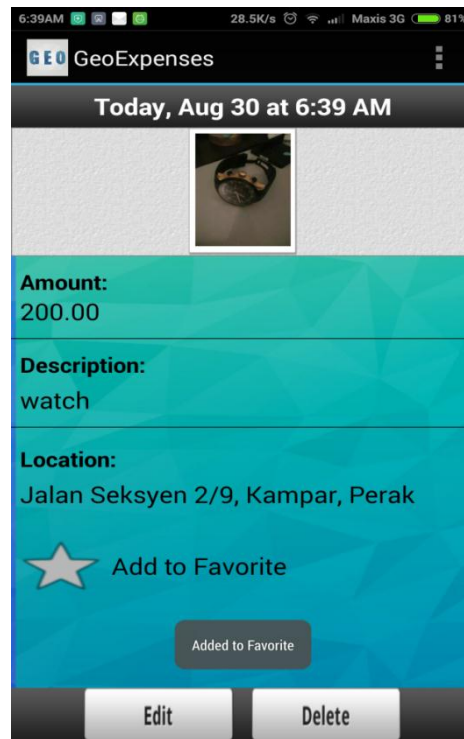 6:39AM 28.5K/s Maxis 3G 81%
GEO GeoExpenses
Today, Aug 30 at 6:39 AM
Amount:
200.00
Description:
watch
Location:
Jalan Seksyen 2/9, Kampar, Perak
Add to Favorite
Added to Favorite
Edit Delete